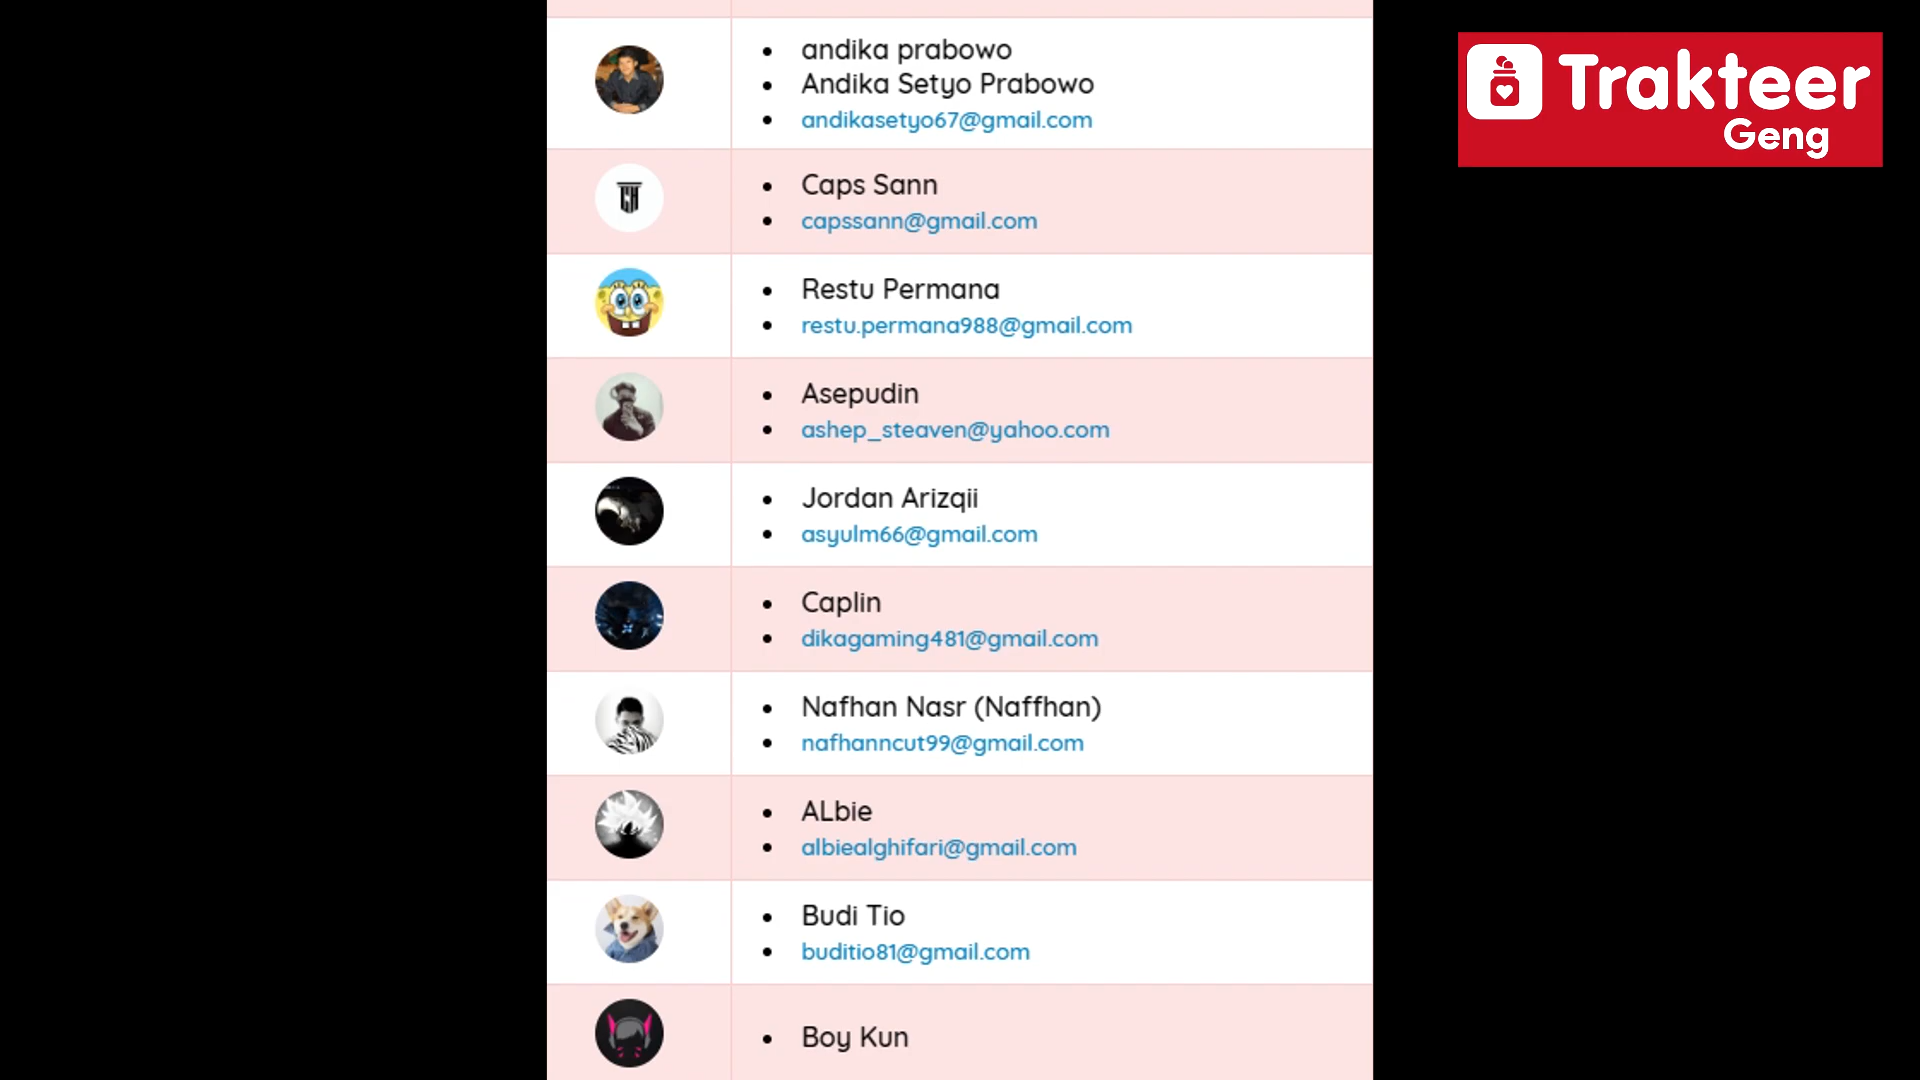 andika prabowo
Andika Setyo Prabowo
andikasetyo67@gmail.com
Caps Sann
capssann@gmail.com
Restu Permana
restu.permana988@gmail.com
Asepudin
ashep_steaven@yahoo.com
Jordan Arizqii
asyulm66@gmail.com
Caplin
dikagaming481@gmail.com
Nafhan Nasr (Naffhan)
nafhanncut99@gmail.com
ALbie
albiealghifari@gmail.com
Budi Tio
buditio81@gmail.com
Boy Kun
Trakteer
Geng